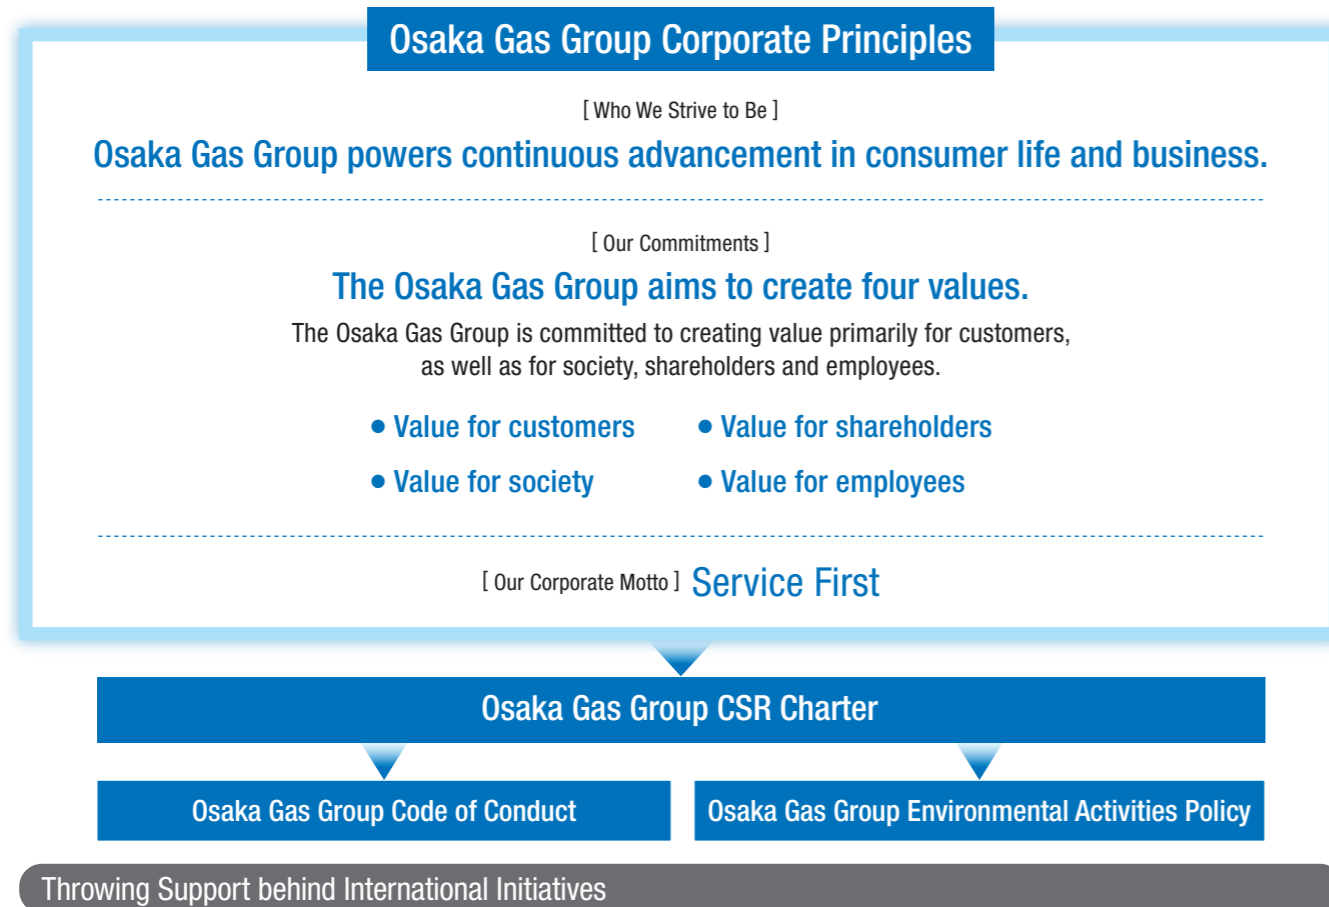 Osaka Gas Group Corporate Principles
[ Who We Strive to Be ]
Osaka Gas Group powers continuous advancement in consumer life and business.
[ Our Commitments ]
The Osaka Gas Group aims to create four values.
The Osaka Gas Group is committed to creating value primarily for customers,
as well as for society, shareholders and employees.
• Value for customers
• Value for shareholders
• Value for society
• Value for employees
[ Our Corporate Motto ] Service First
Osaka Gas Group CSR Charter
Osaka Gas Group Code of Conduct
Osaka Gas Group Environmental Activities Policy
Throwing Support behind International Initiatives